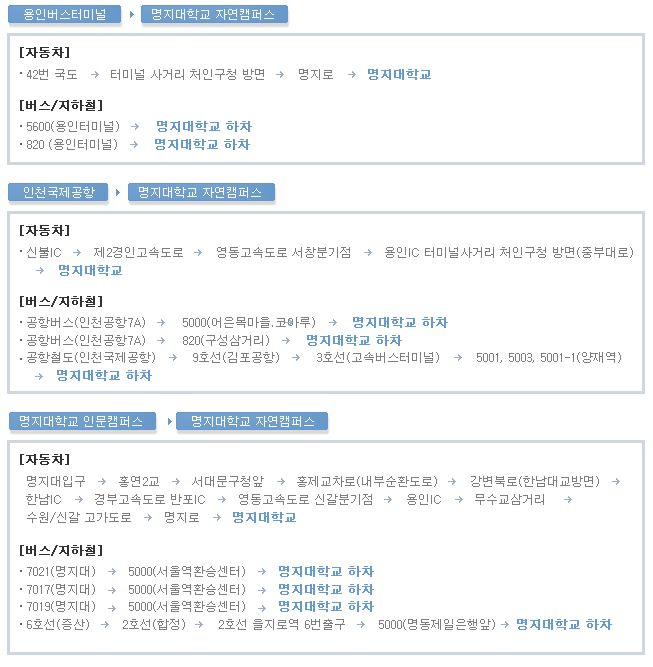 용인버스터미널 명지대학교 자연캠퍼스
[자동차]
· 42번 국도 → 터미널 사거리 처인구청 방면 → 명지로 → 명지대학교
[버스/지하철]
· 5600(용인터미널) → 명지대학교 하차
· 820 (용인터미널) → 명지대학교 하차
인천국제공항 명지대학교 자연캠퍼스
[자동차]
· 신불IC → 제2경인고속도로 → 영동고속도로 서창분기점 → 용인IC 터미널사거리 처인구청 방면(중부대로)
→ 명지대학교
[버스/지하철]
· 공항버스(인천공항7A) → 5000(어은목마을.코아루) → 명지대학교 하차
· 공항버스(인천공항7A) → 820(구성삼거리) → 명지대학교 하차
· 공항철도(인천국제공항) → 9호선(김포공항) → 3호선(고속버스터미널) → 5001, 5003, 5001-1(양재역)
→ 명지대학교 하차
명지대학교 인문캠퍼스 명지대학교 자연캠퍼스
[자동차]
명지대입구 → 홍연2교 → 서대문구청앞 → 홍제교차로(내부순환도로) → 강변북로(한남대교방면) →
한남IC → 경부고속도로 반포IC → 영동고속도로 신갈분기점 → 용인IC → 무수교삼거리 →
수원/신갈 고가도로 → 명지로 → 명지대학교
[버스/지하철]
· 7021(명지대) → 5000(서울역환승센터) → 명지대학교 하차
· 7017(명지대) → 5000(서울역환승센터) → 명지대학교 하차
· 7019(명지대) → 5000(서울역환승센터) → 명지대학교 하차
· 6호선(증산) → 2호선(합정) → 2호선 을지로역 6번출구 → 5000(명동제일은행앞) → 명지대학교 하차